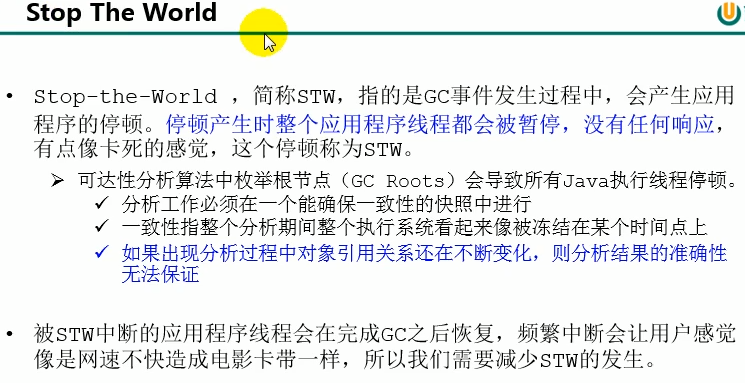 Stop The World
• Stop-the-World ，简称STW，指的是GC事件发生过程中，会产生应用
程序的停顿。停顿产生时整个应用程序线程都会被暂停，没有任何响应，
有点像卡死的感觉，这个停顿称为STW。
➢ 可达性分析算法中枚举根节点（GC Roots）会导致所有Java执行线程停顿。
✓ 分析工作必须在一个能确保一致性的快照中进行
✓ 一致性指整个分析期间整个执行系统看起来像被冻结在某个时间点上
✓ 如果出现分析过程中对象引用关系还在不断变化，则分析结果的准确性
无法保证
• 被STW中断的应用程序线程会在完成GC之后恢复，频繁中断会让用户感觉
像是网速不快造成电影卡带一样，所以我们需要减少STW的发生。